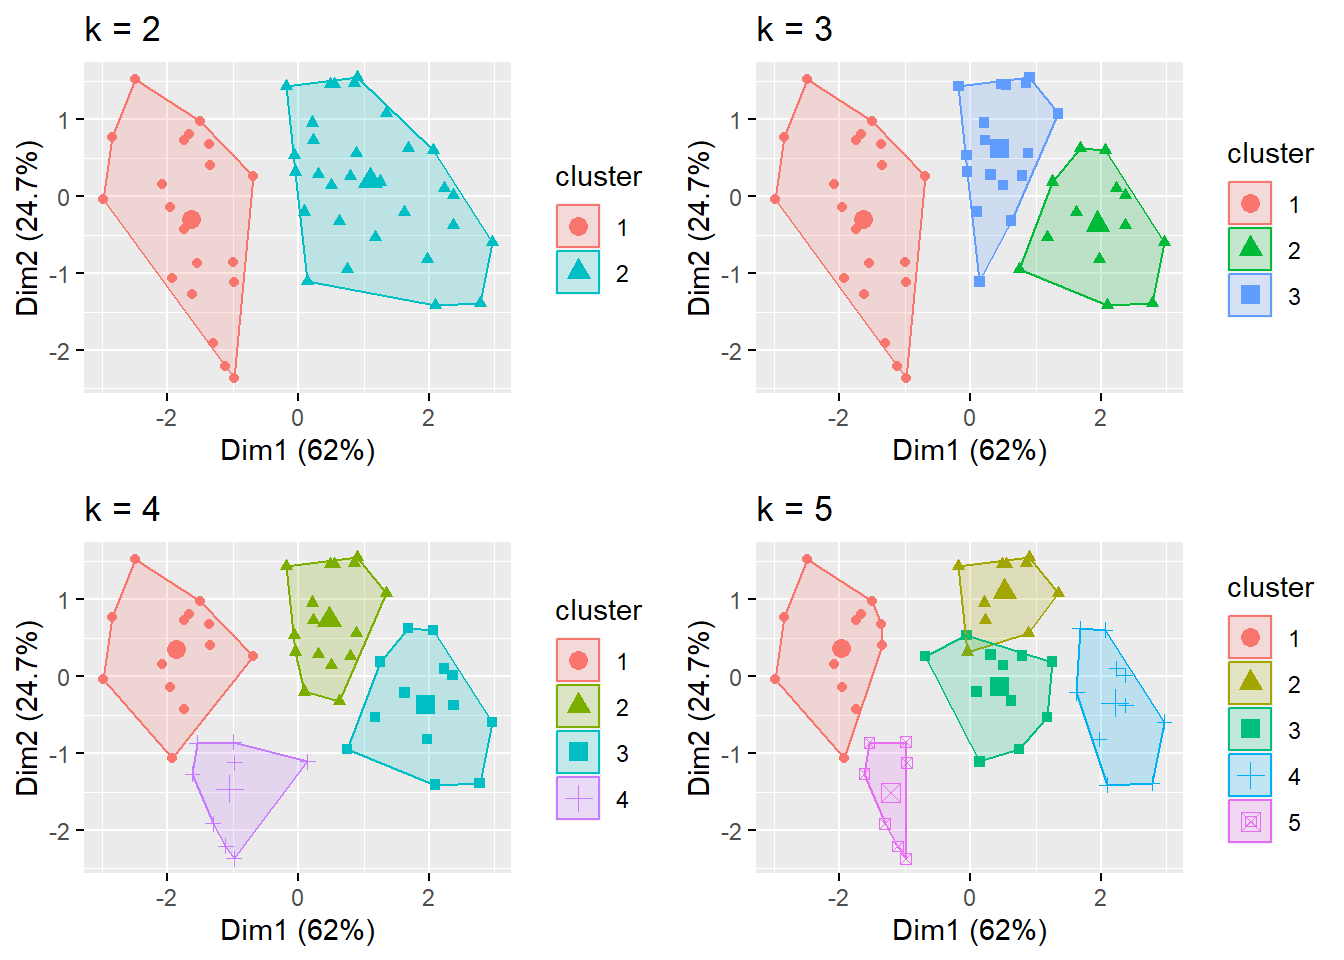 k = 2
1
0
-1
-2
Dim2 (24.7%)
-2 0 2
Dim1 (62%)
cluster
1
2
k = 3
1
0
-1
-2
Dim2 (24.7%)
-2 0 2
Dim1 (62%)
cluster
1
2
3
k = 4
1
0
-1
-2
Dim2 (24.7%)
-2 0 2
Dim1 (62%)
cluster
1
2
3
4
k = 5
1
0
-1
-2
Dim2 (24.7%)
-2 0 2
Dim1 (62%)
cluster
1
2
3
4
5